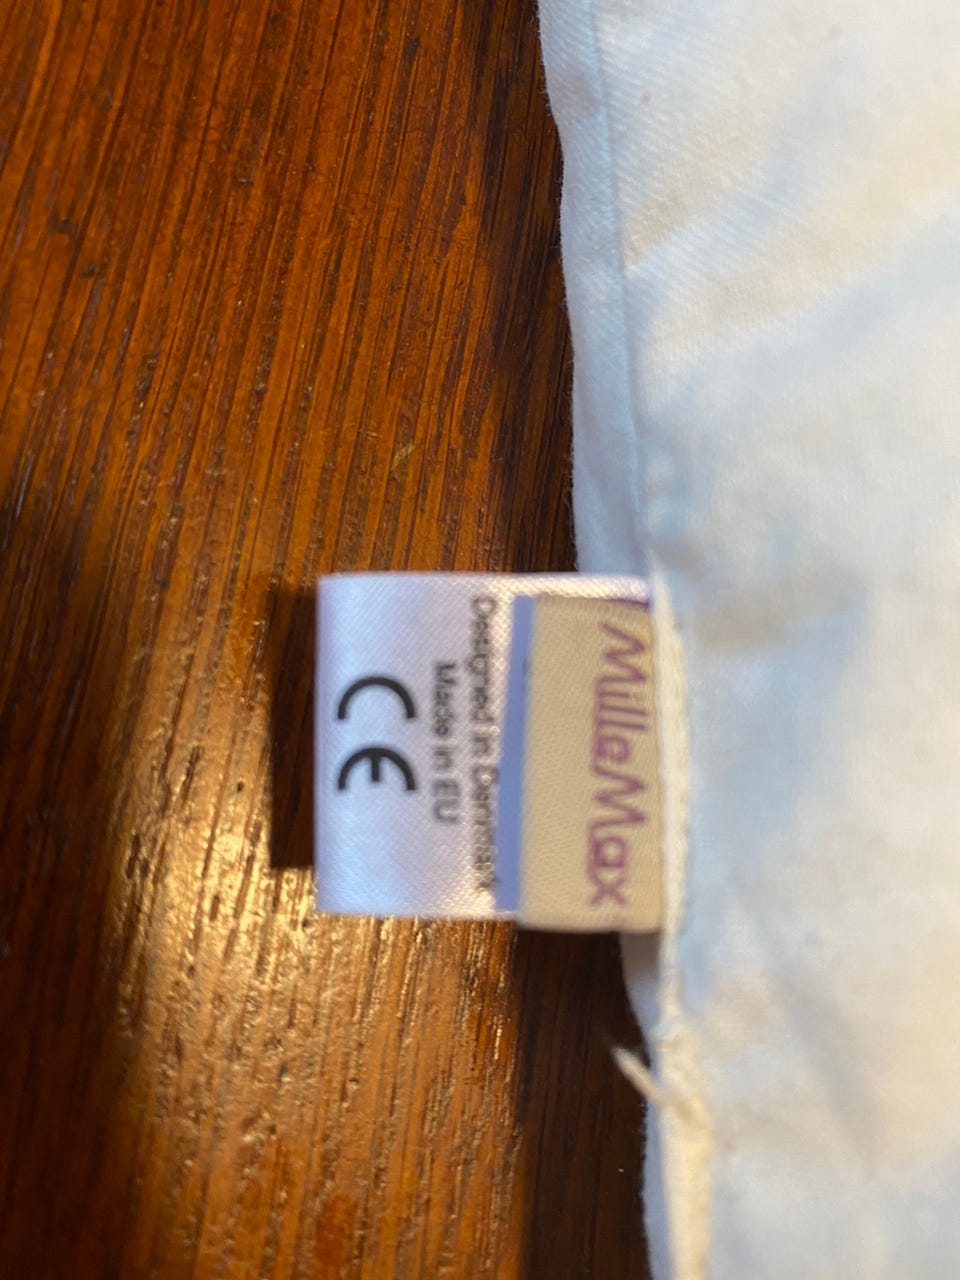 MilleMax
Designed in Denmark
Made in EU
CE